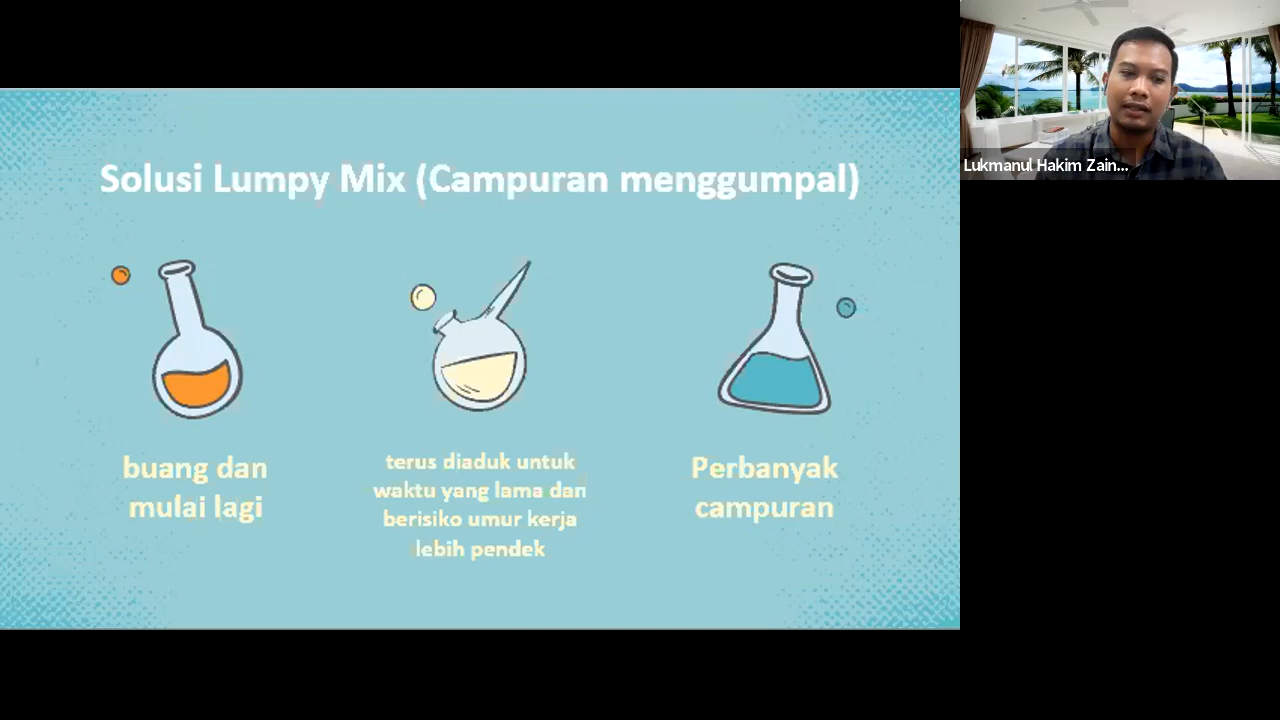 Solusi Lumpy Mix (Campuran menggumpal)
buang dan
mulai lagi
terus diaduk untuk
waktu yang lama dan
berisiko umur kerja
lebih pendek
Perbanyak
campuran
Lukmanul Hakim Zain...